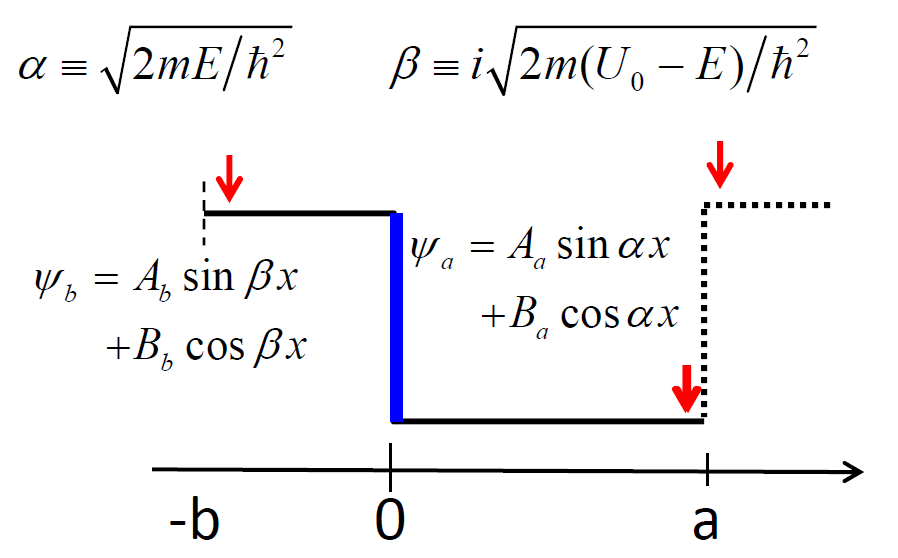 α ≡ √2mE/ħ² β ≡ i√2m(U₀ − E)/ħ²
ψ_b = A_b sin βx
+B_b cos βx
ψ_a = A_a sin αx
+B_a cos αx
-b 0 a